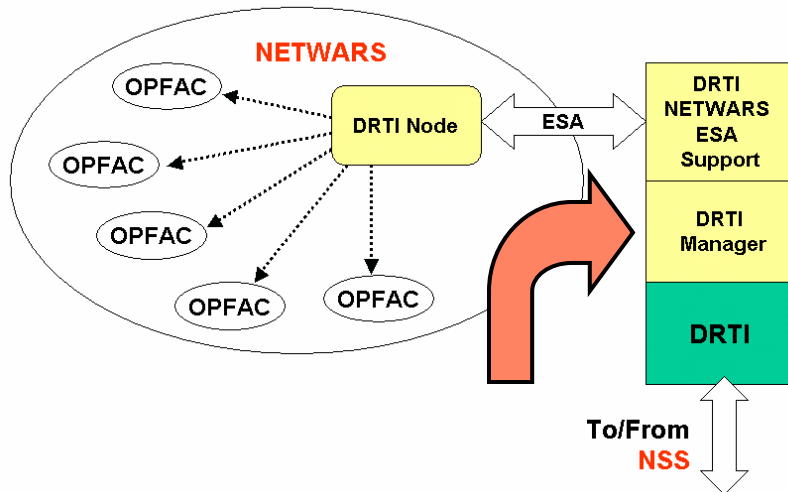 NETWARS
OPFAC
OPFAC
OPFAC
OPFAC
OPFAC
DRTI Node
ESA
DRTI
NETWARS
ESA
Support
DRTI
Manager
DRTI
To/From
NSS